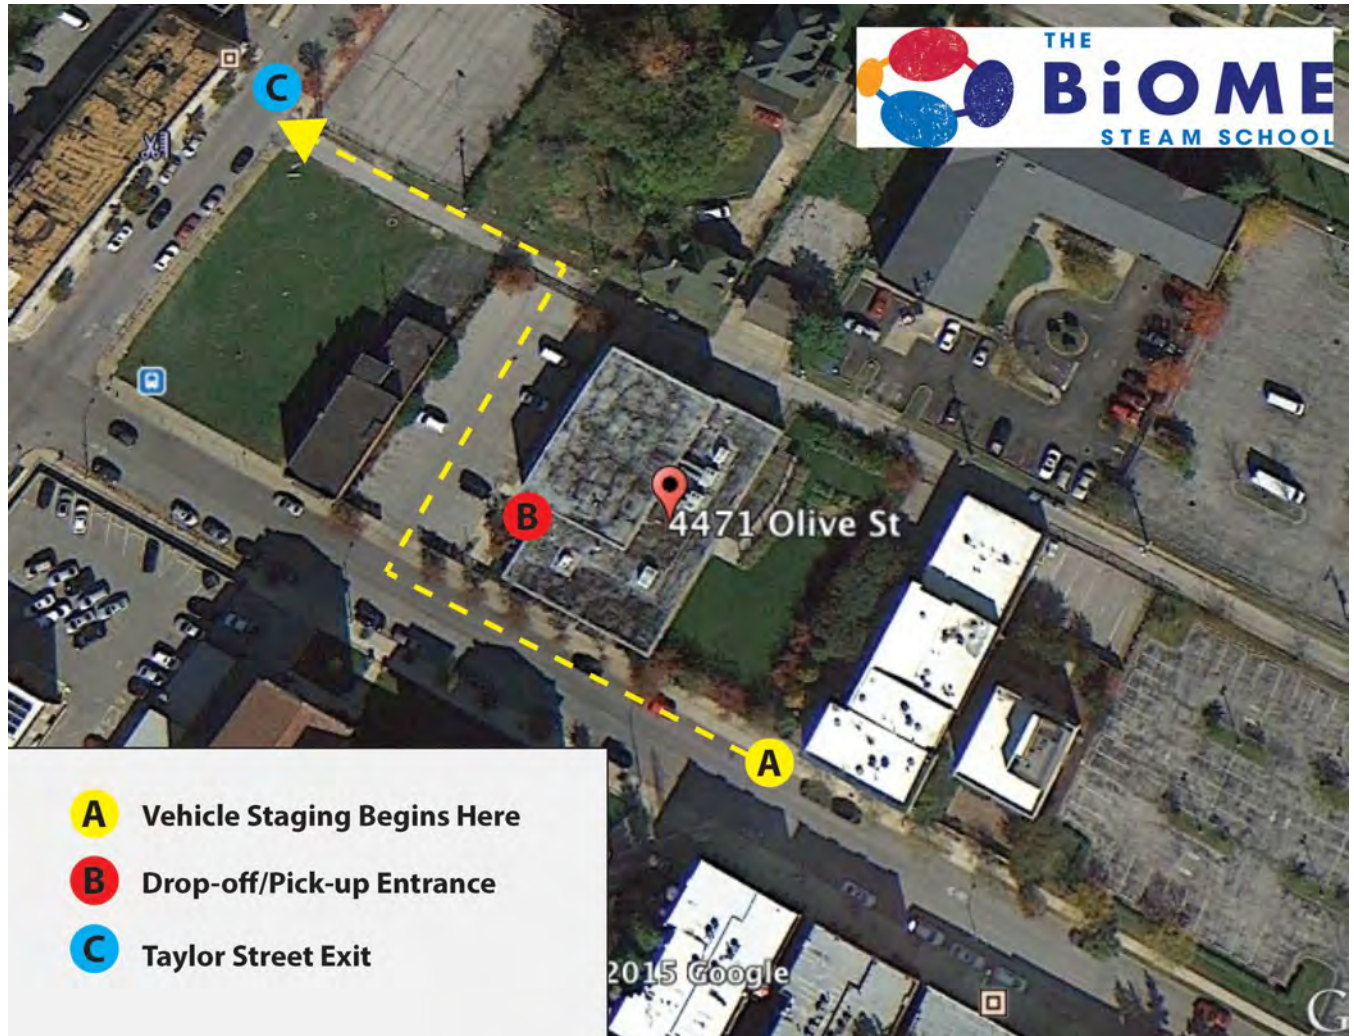 C
THE
BiOME
STEAM SCHOOL
B
4471 Olive St
A
A Vehicle Staging Begins Here
B Drop-off/Pick-up Entrance
C Taylor Street Exit
2015 Google
G